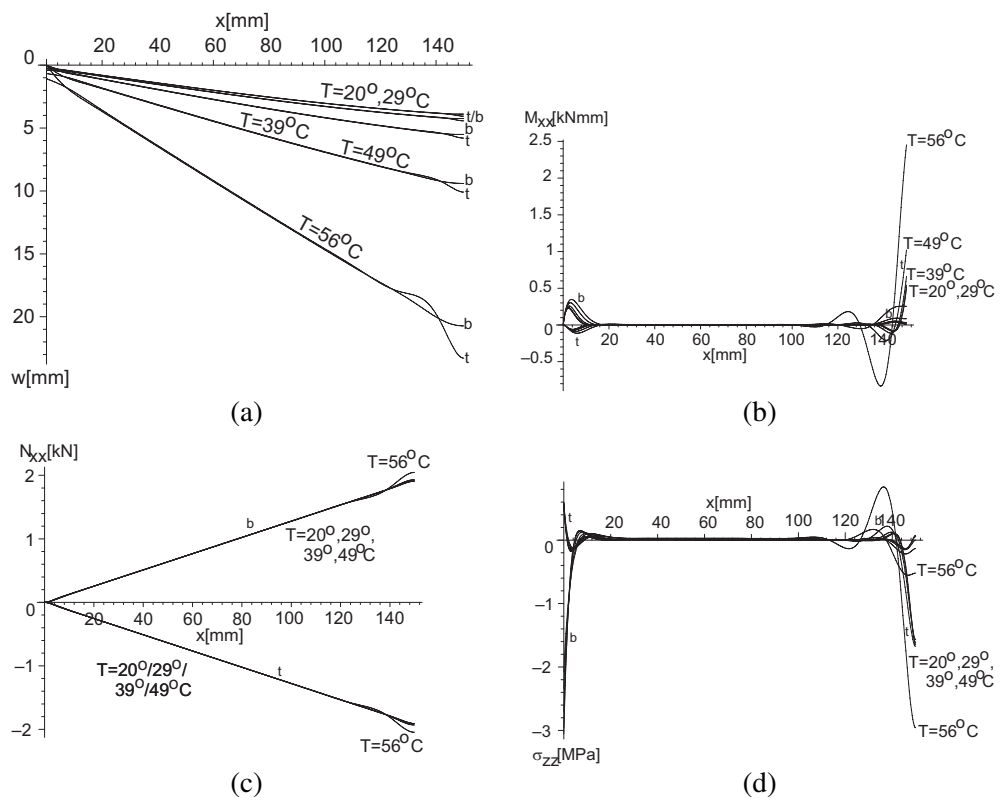 x[mm]
20 40 60 80 100 120 140
0
5
10
15
20
w[mm]
T=20°,29°C
T=39°C
T=49°C
T=56°C
t/b
b
t
b
t
b
t
(a)
Mxx[kNmm]
2.5
2
1.5
1
0.5
0
–0.5
20 40 60 80 100 120 140
x[mm]
b
t
b
t
T=56°C
T=49°C
T=39°C
T=20°,29°C
(b)
Nxx[kN]
2
1
0
–1
–2
20 40 60 80 100 120 140
x[mm]
T=56°C
b
T=20°,29°,
39°,49°C
t
T=20°/29°/
39°/49°C
T=56°C
(c)
x[mm]
20 40 60 80 100 120 140
0
–1
–2
–3
σzz[MPa]
t
b
b
t
T=56°C
T=20°,29°,
39°,49°C
T=56°C
(d)